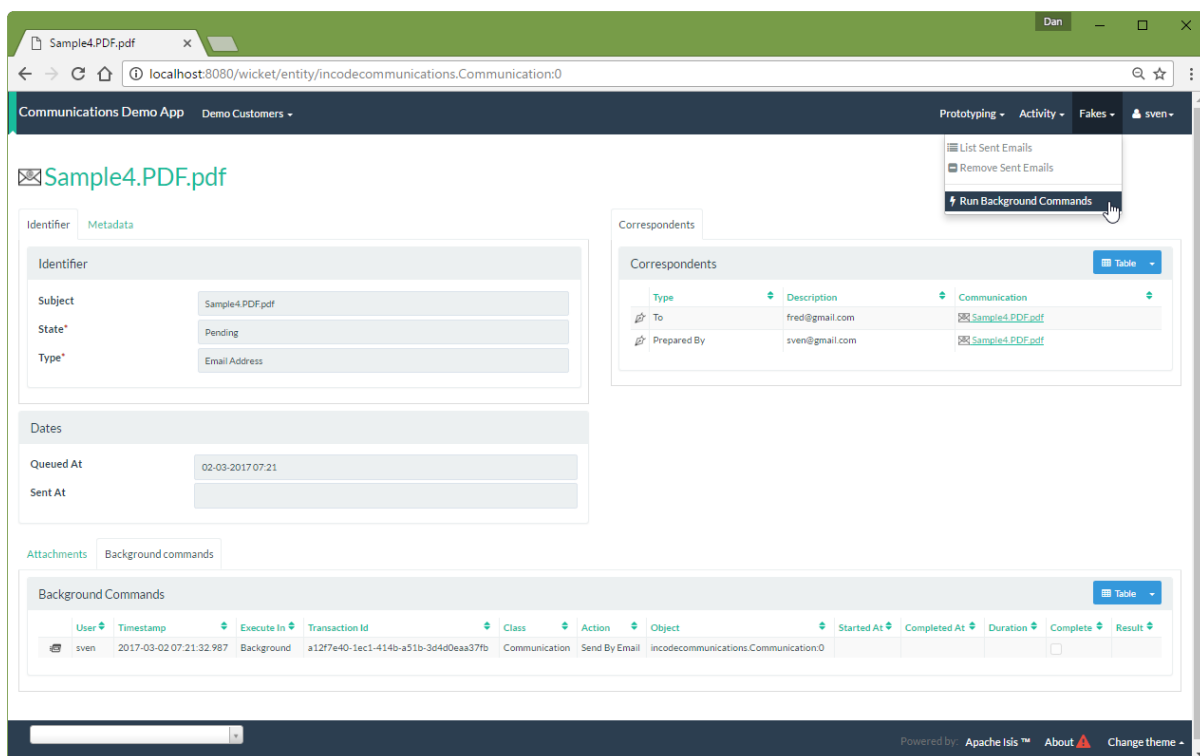 Dan
Sample4.PDF.pdf
localhost:8080/wicket/entity/incodecommunications.Communication:0
Communications Demo App Demo Customers Prototyping Activity Fakes sven
List Sent Emails
Remove Sent Emails
Run Background Commands
Sample4.PDF.pdf
Identifier Metadata
Identifier
Subject Sample4.PDF.pdf
State* Pending
Type* Email Address
Correspondents
Correspondents Table
Type Description Communication
To fred@gmail.com Sample4.PDF.pdf
Prepared By sven@gmail.com Sample4.PDF.pdf
Dates
Queued At 02-03-2017 07:21
Sent At
Attachments Background commands
Background Commands Table
User Timestamp Execute In Transaction Id Class Action Object Started At Completed At Duration Complete Result
sven 2017-03-02 07:21:32.987 Background a12f7e40-1ec1-414b-a51b-3d4d0eaa37fb Communication Send By Email incodecommunications.Communication:0
Powered by: Apache Isis ™ About Change theme